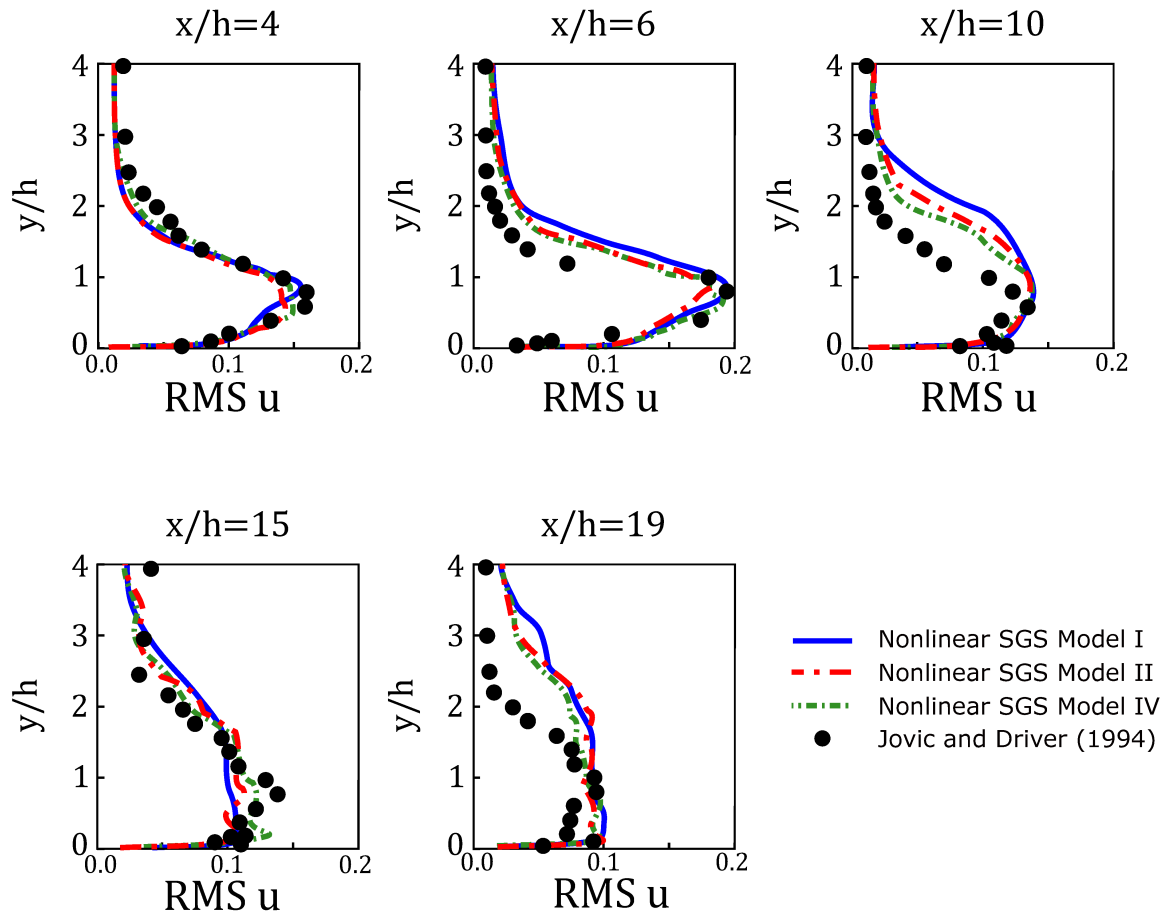 x/h=4
x/h=6
x/h=10
y/h
4
3
2
1
0
0.0
0.1
0.2
RMS u
y/h
4
3
2
1
0
0.0
0.1
0.2
RMS u
y/h
4
3
2
1
0
0.0
0.1
0.2
RMS u
x/h=15
x/h=19
y/h
4
3
2
1
0
0.0
0.1
0.2
RMS u
y/h
4
3
2
1
0
0.0
0.1
0.2
RMS u
Nonlinear SGS Model I
Nonlinear SGS Model II
Nonlinear SGS Model IV
Jovic and Driver (1994)